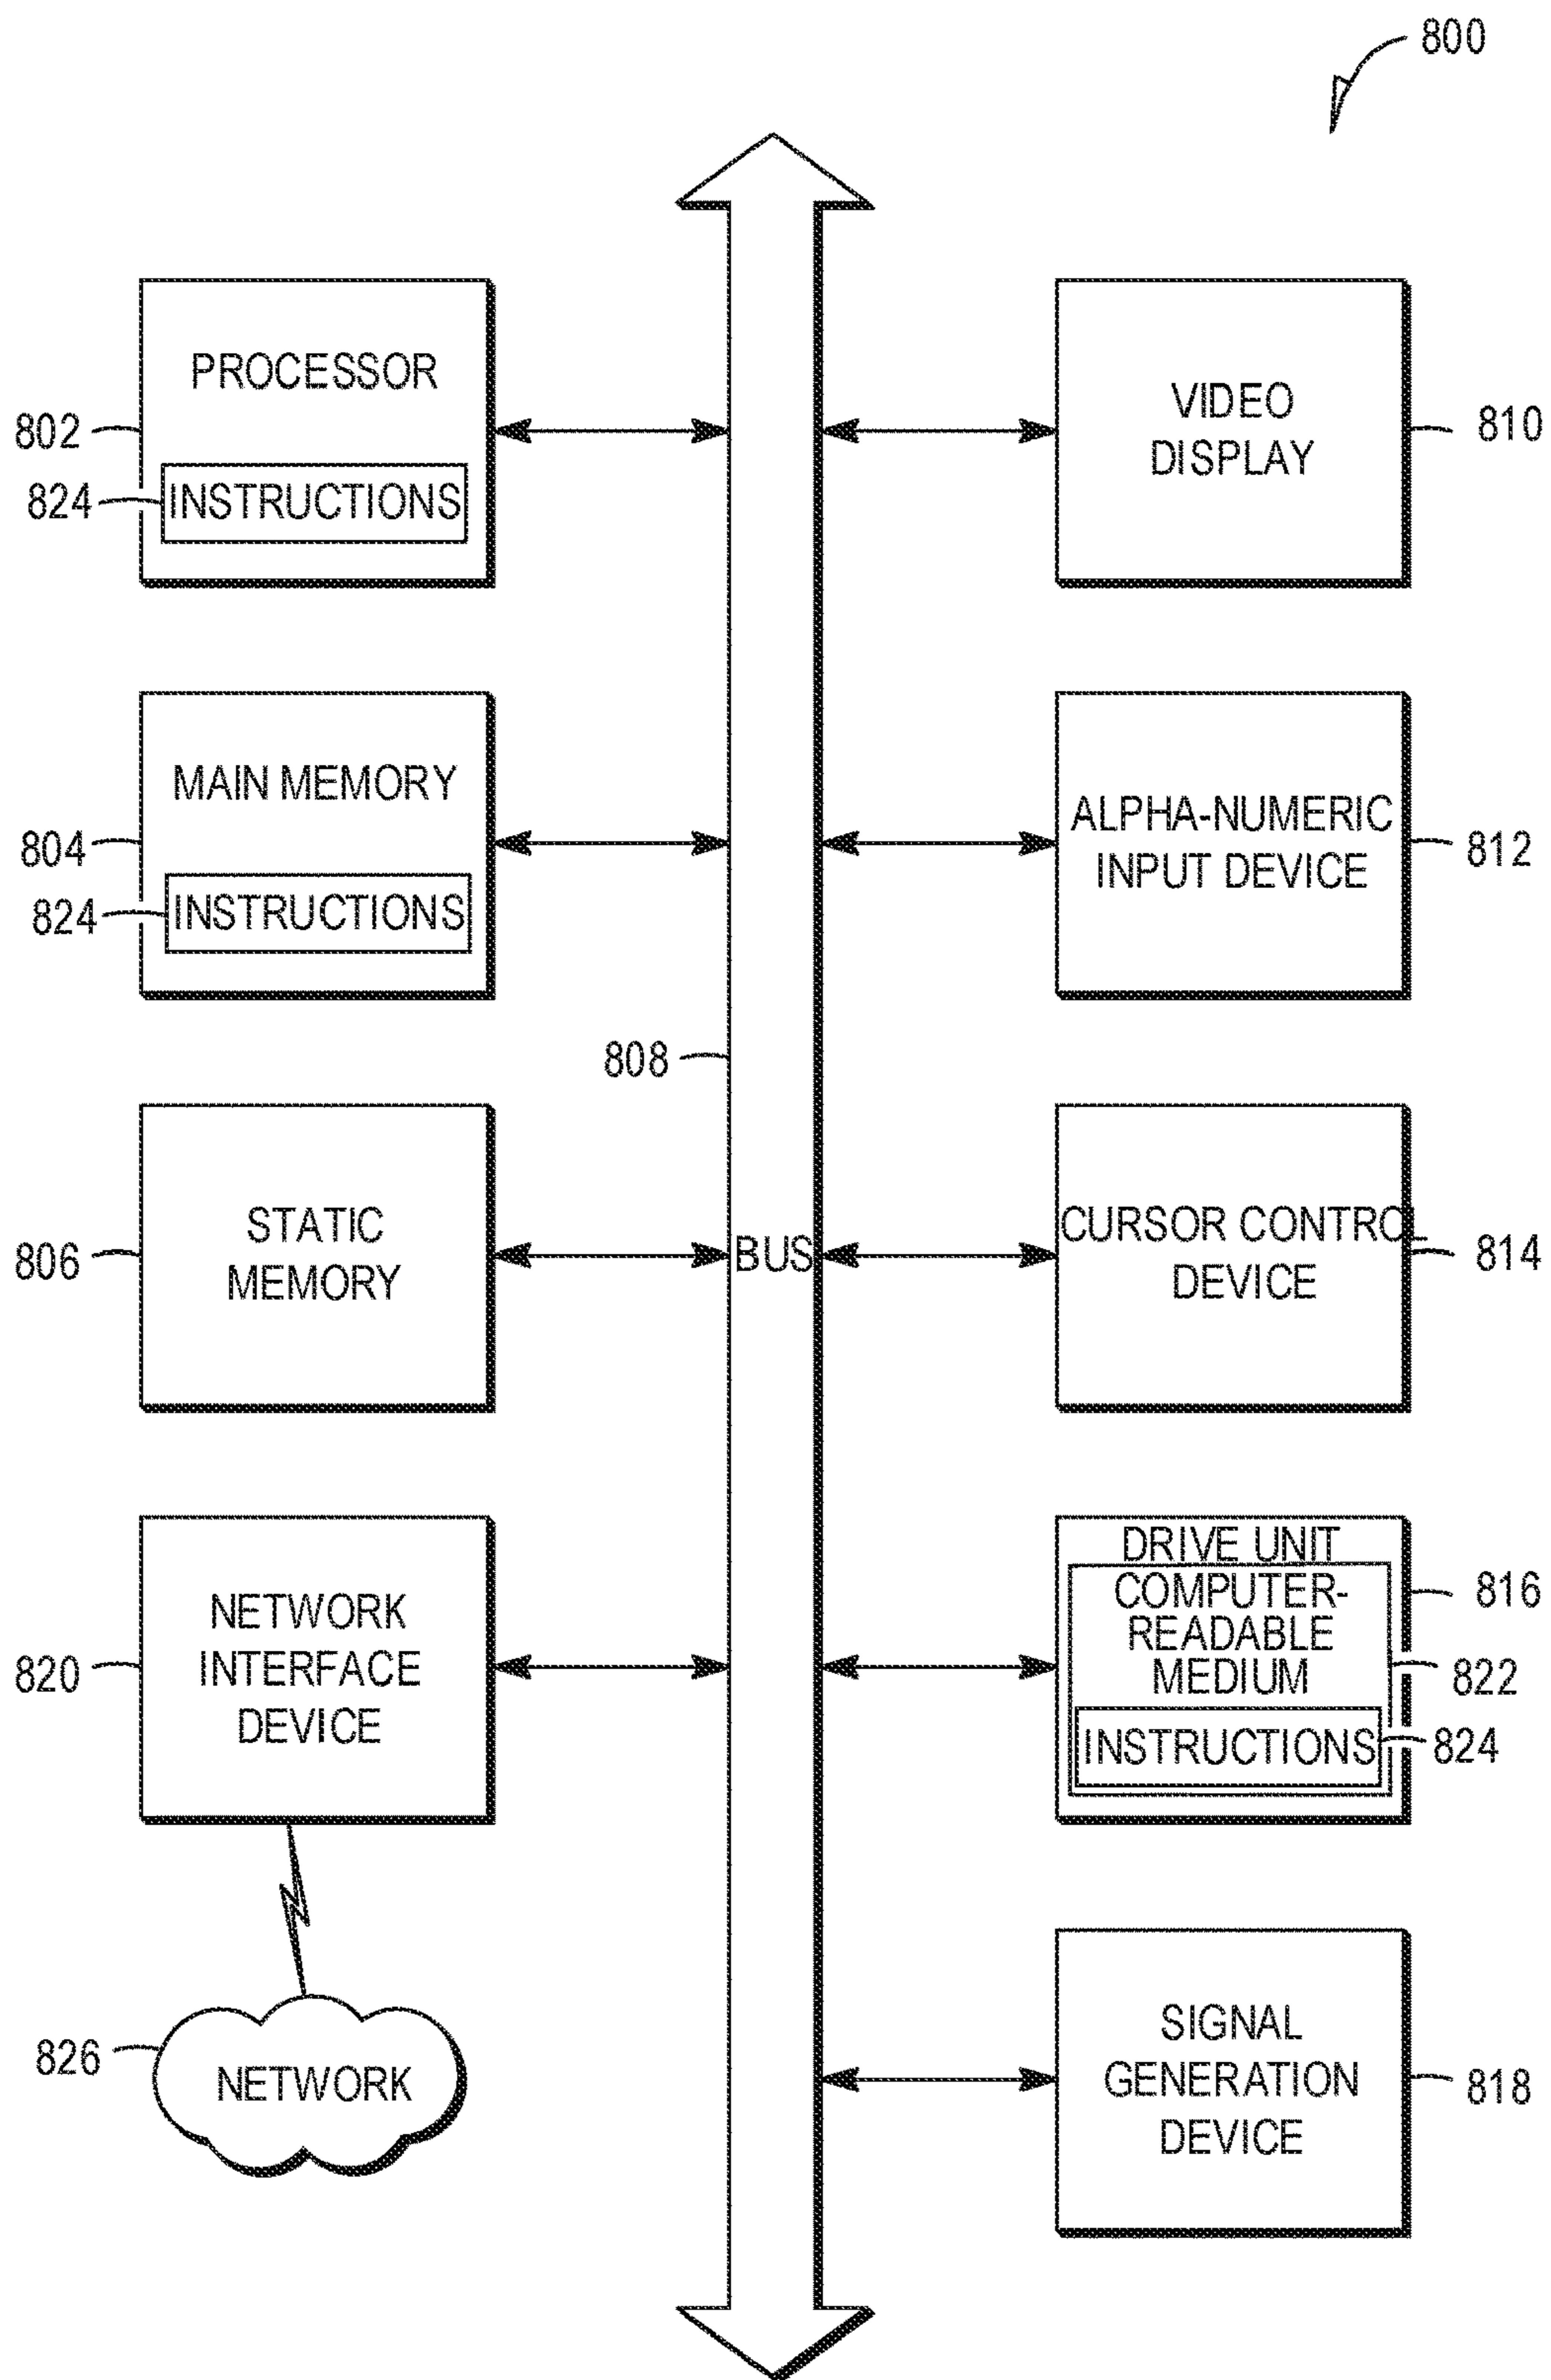 800
PROCESSOR
802
824
INSTRUCTIONS
VIDEO
DISPLAY
810
MAIN MEMORY
804
824
INSTRUCTIONS
ALPHA-NUMERIC
INPUT DEVICE
812
808
STATIC
MEMORY
806
BUS
CURSOR CONTROL
DEVICE
814
NETWORK
INTERFACE
DEVICE
820
DRIVE UNIT
COMPUTER-
READABLE
MEDIUM
816
822
INSTRUCTIONS
824
826
NETWORK
SIGNAL
GENERATION
DEVICE
818